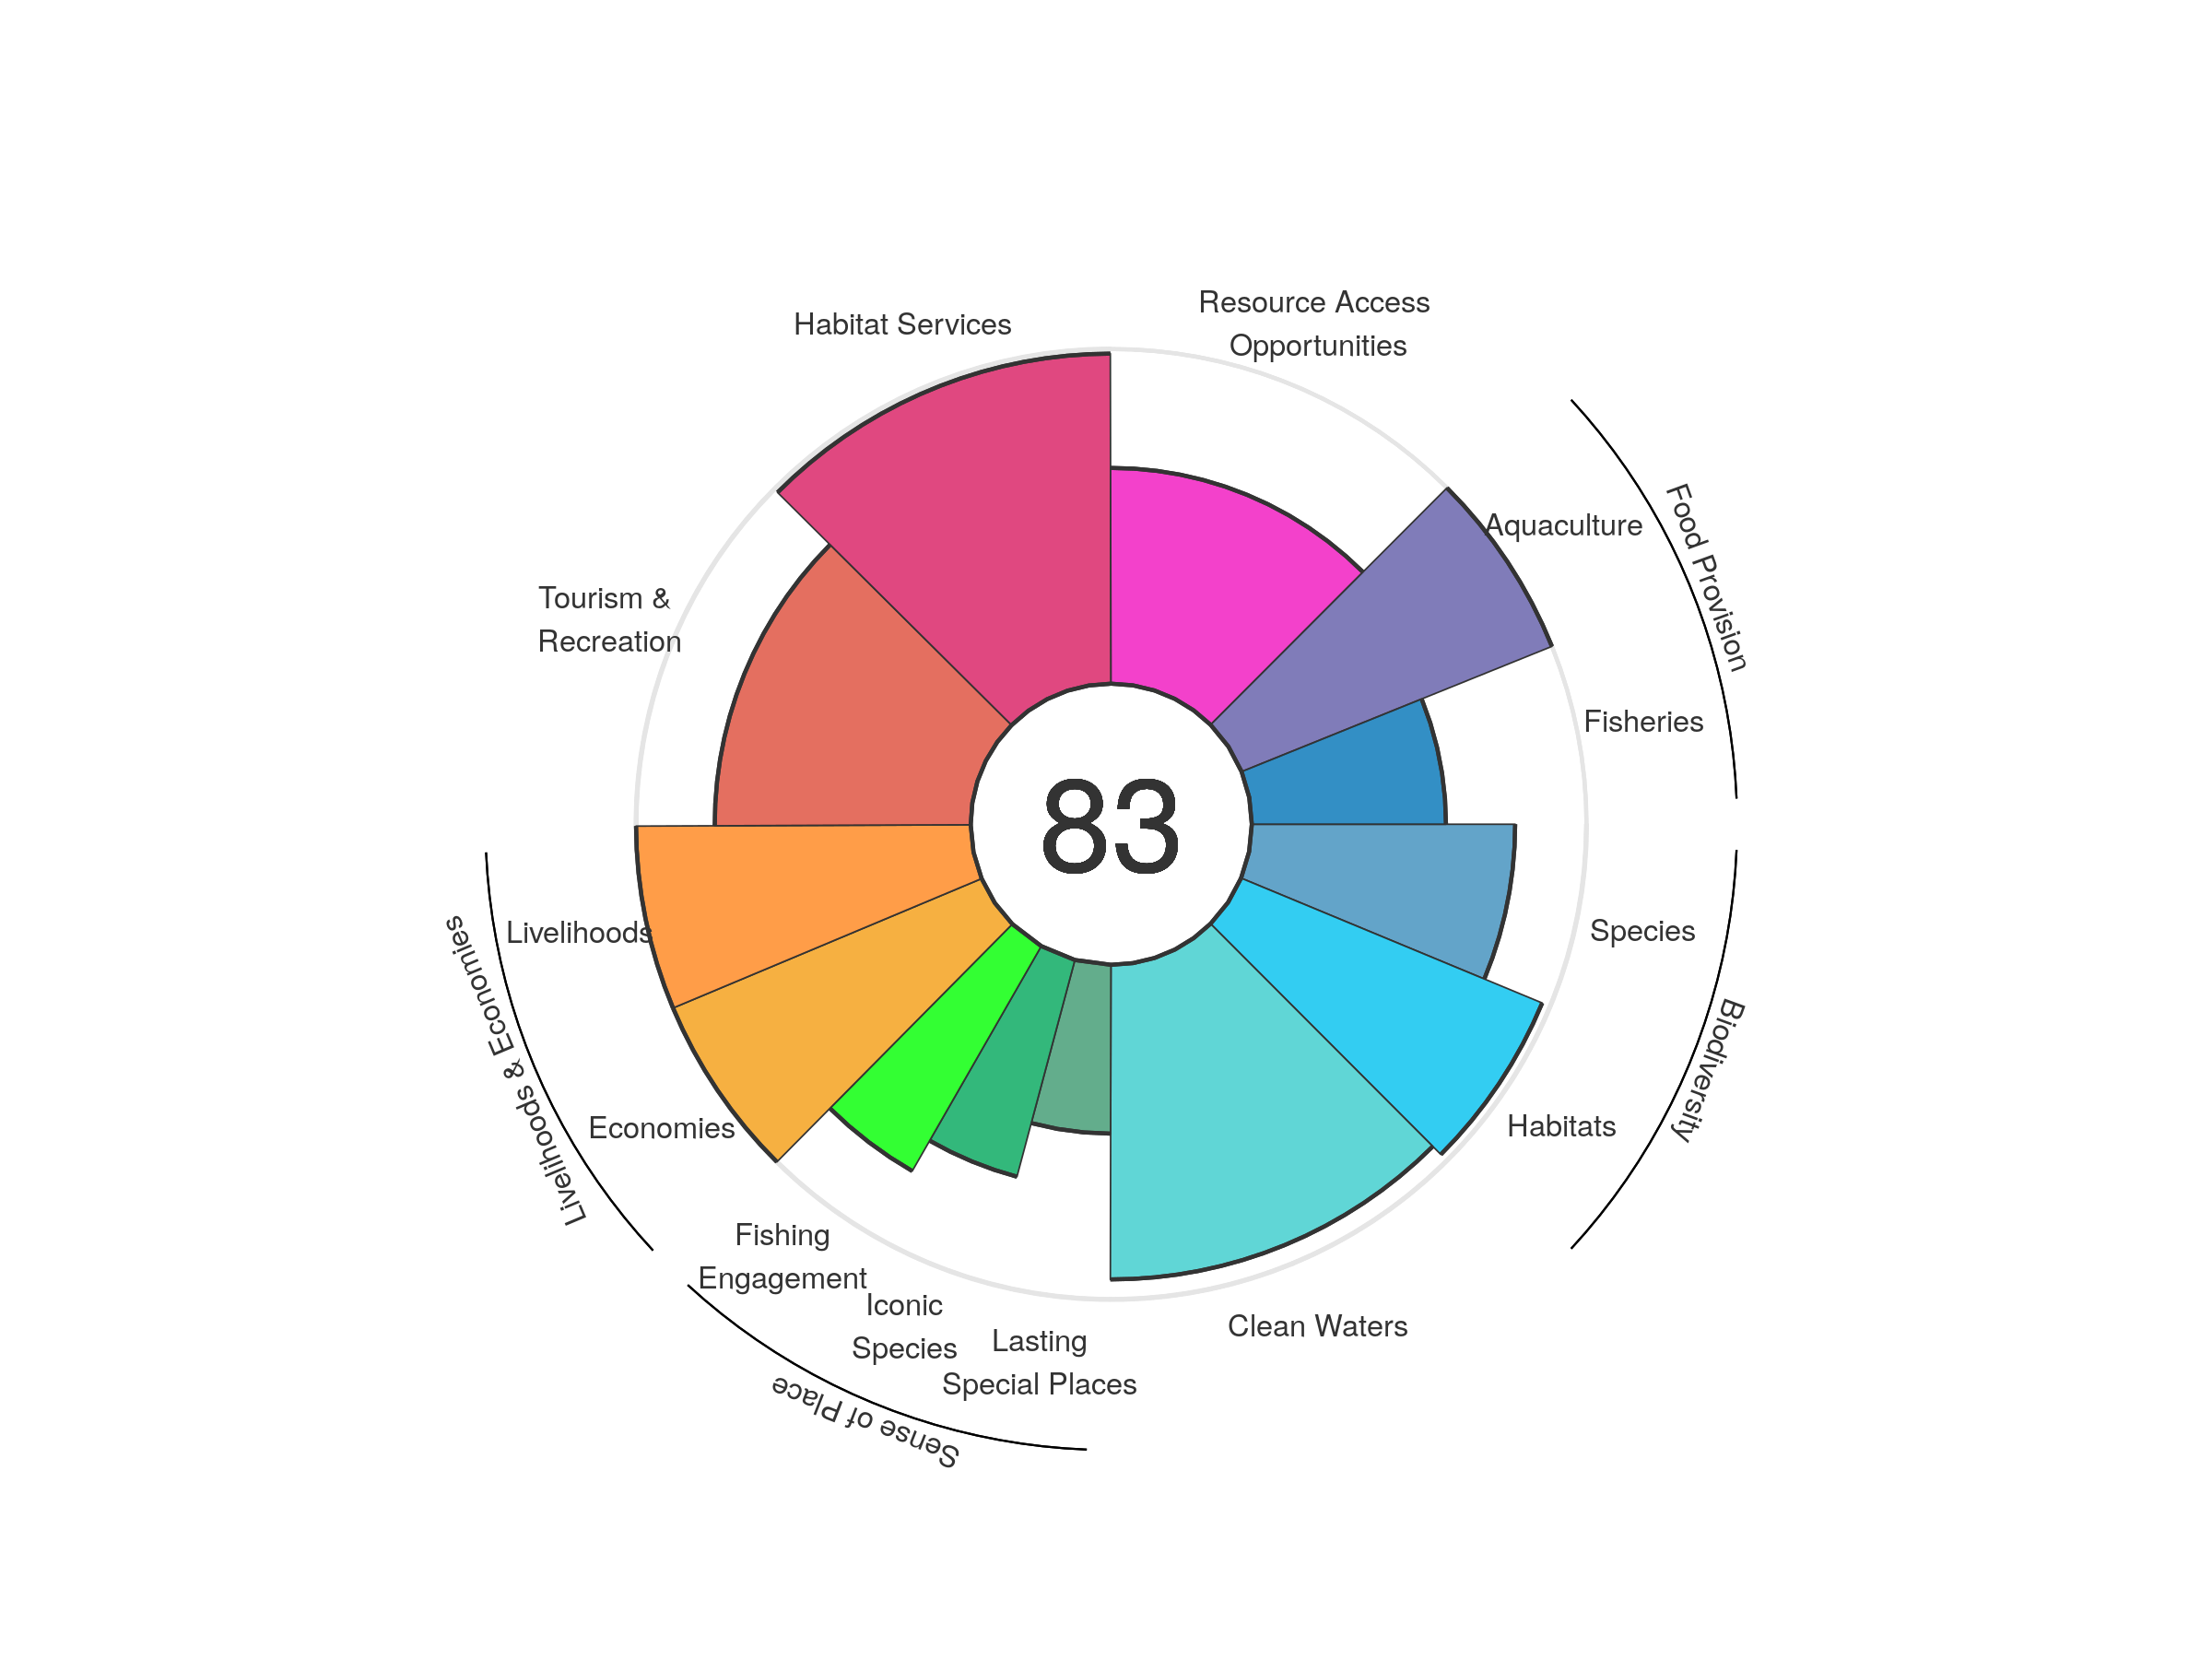 Resource Access
Opportunities
Habitat Services
Aquaculture
Food Provision
Tourism &
Recreation
Fisheries
83
Livelihoods
Species
Livelihoods & Economies
Biodiversity
Economies
Habitats
Fishing
Engagement
Iconic
Species
Lasting
Special Places
Clean Waters
Sense of Place